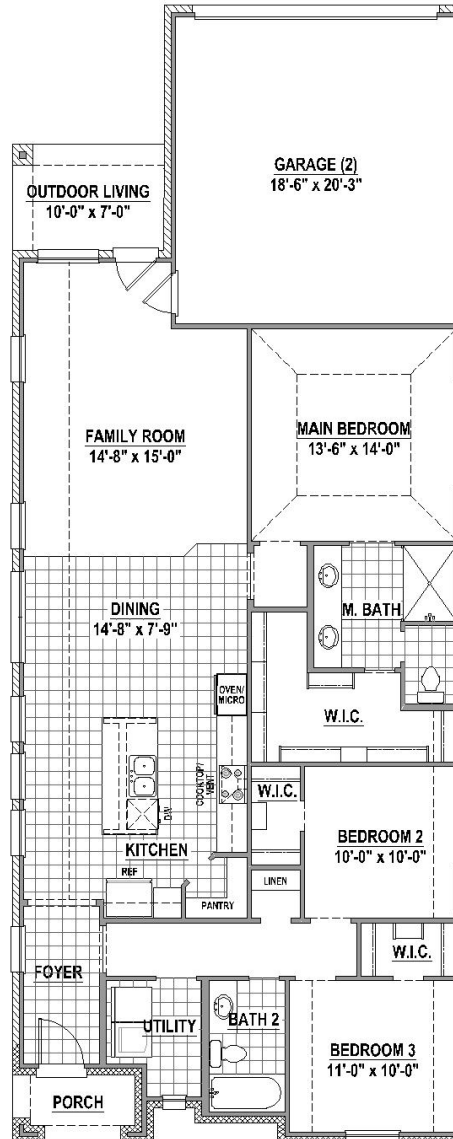 GARAGE (2)
18'-6" x 20'-3"
OUTDOOR LIVING
10'-0" x 7'-0"
FAMILY ROOM
14'-8" x 15'-0"
MAIN BEDROOM
13'-6" x 14'-0"
DINING
14'-8" x 7'-9"
M. BATH
OVEN/
MICRO
W.I.C.
COOKTOP/
VENT
W.I.C.
D/W
BEDROOM 2
10'-0" x 10'-0"
KITCHEN
REF
LINEN
PANTRY
W.I.C.
FOYER
UTILITY
BATH 2
BEDROOM 3
11'-0" x 10'-0"
PORCH